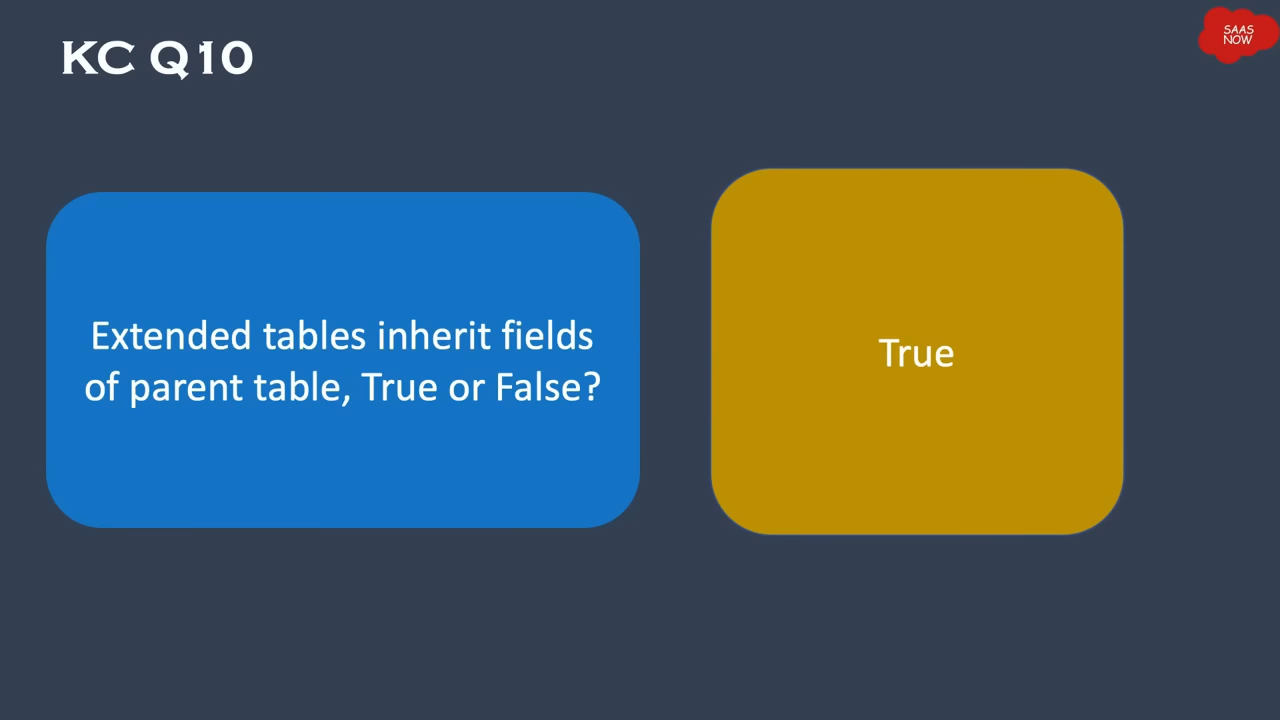 KC Q10
SAAS
NOW
Extended tables inherit fields
of parent table, True or False?
True